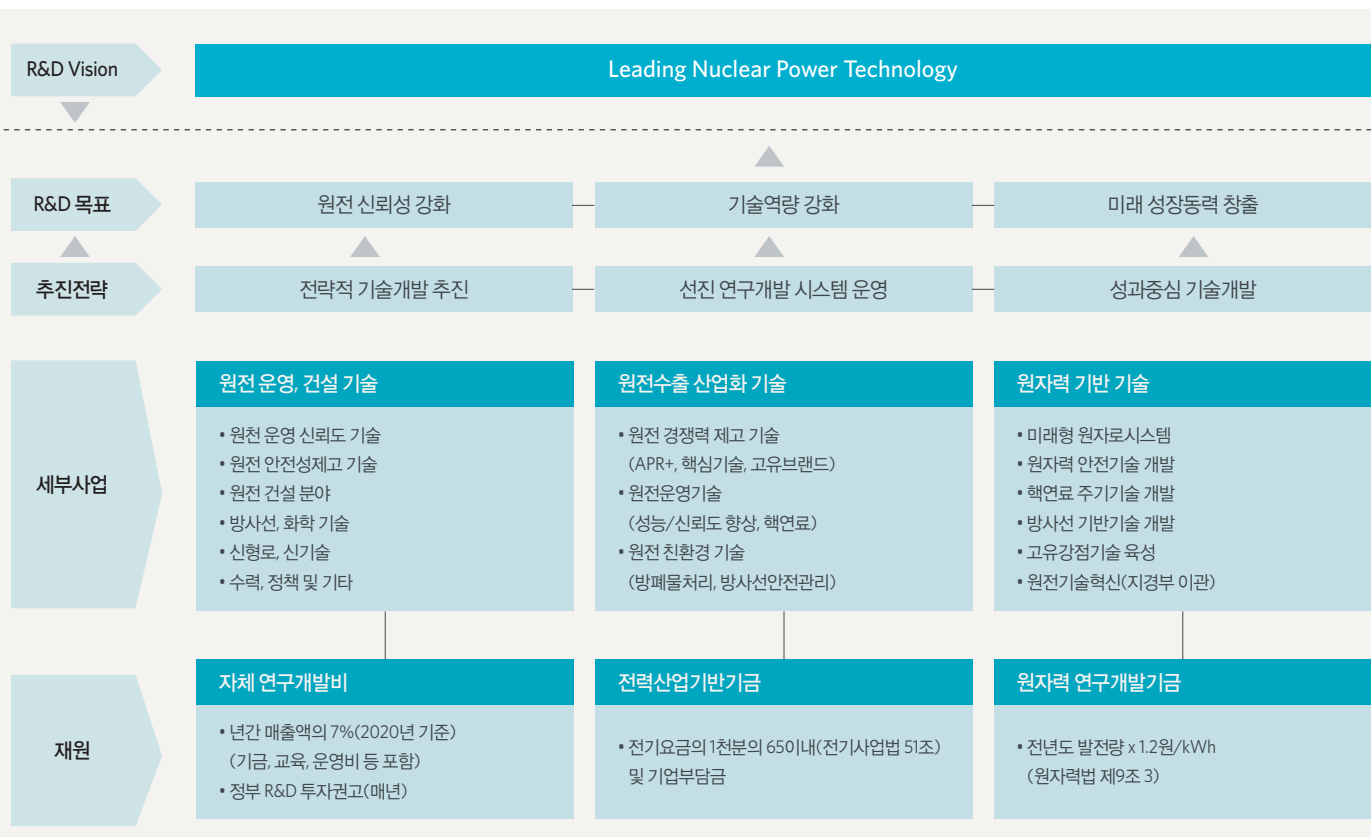 R&D Vision
Leading Nuclear Power Technology
R&D 목표
원전 신뢰성 강화
기술역량 강화
미래 성장동력 창출
추진전략
전략적 기술개발 추진
선진 연구개발 시스템 운영
성과중심 기술개발
세부사업
원전 운영, 건설 기술
• 원천 운영 신뢰도 기술
• 원전 안전성제고 기술
• 원전 건설 분야
• 방사선, 화학 기술
• 신형로, 신기술
• 수력, 정책 및 기타
원전수출 산업화 기술
• 원전 경쟁력 제고 기술
(APR+, 핵심기술, 고유브랜드)
• 원전운영기술
(성능/신뢰도 향상, 핵연료)
• 원전 친환경 기술
(방폐물처리, 방사선안전관리)
원자력 기반 기술
• 미래형 원자로시스템
• 원자력 안전기술 개발
• 핵연료 주기기술 개발
• 방사선 기반기술 개발
• 고유강점기술 육성
• 원전기술혁신(지경부 이관)
재원
자체 연구개발비
• 년간 매출액의 7%(2020년 기준)
(기금, 교육, 운영비 등 포함)
• 정부 R&D 투자권고(매년)
전력산업기반기금
• 전기요금의 1천분의 65이내(전기사업법 51조)
및 기업부담금
원자력 연구개발기금
• 전년도 발전량 x 1.2원/kWh
(원자력법 제9조 3)